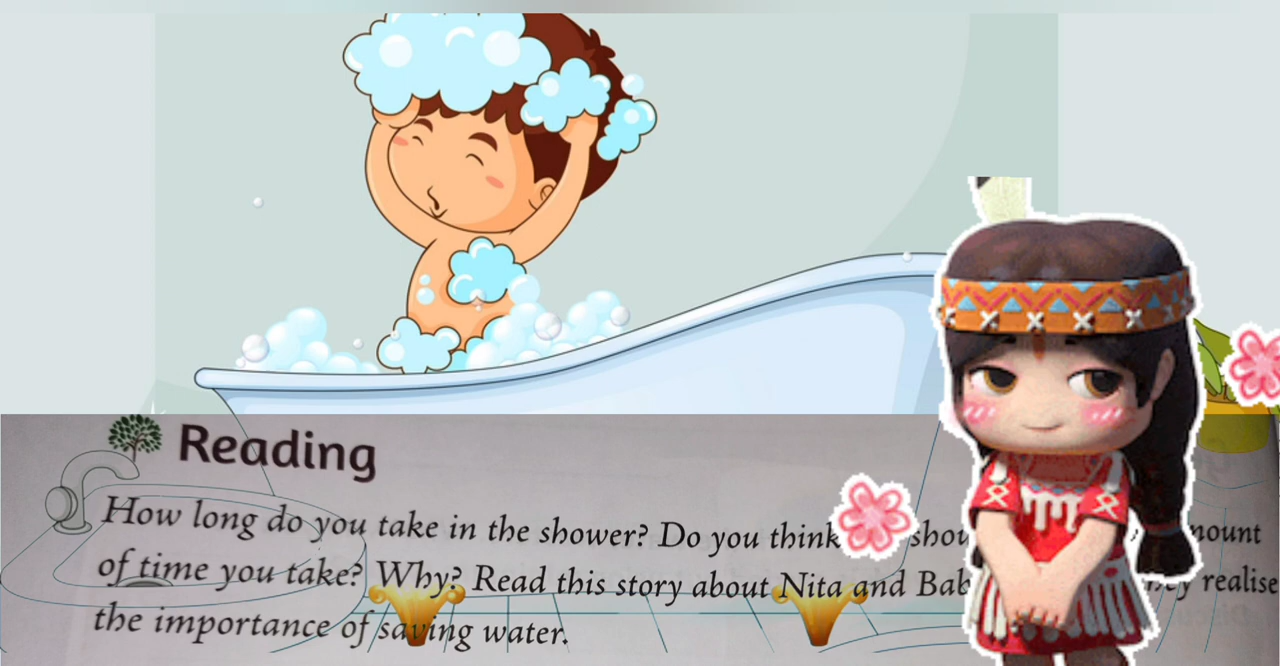 Reading
How long do you take in the shower? Do you think
of time you take? Why? Read this story about Nita and realise
the importance of saving water.